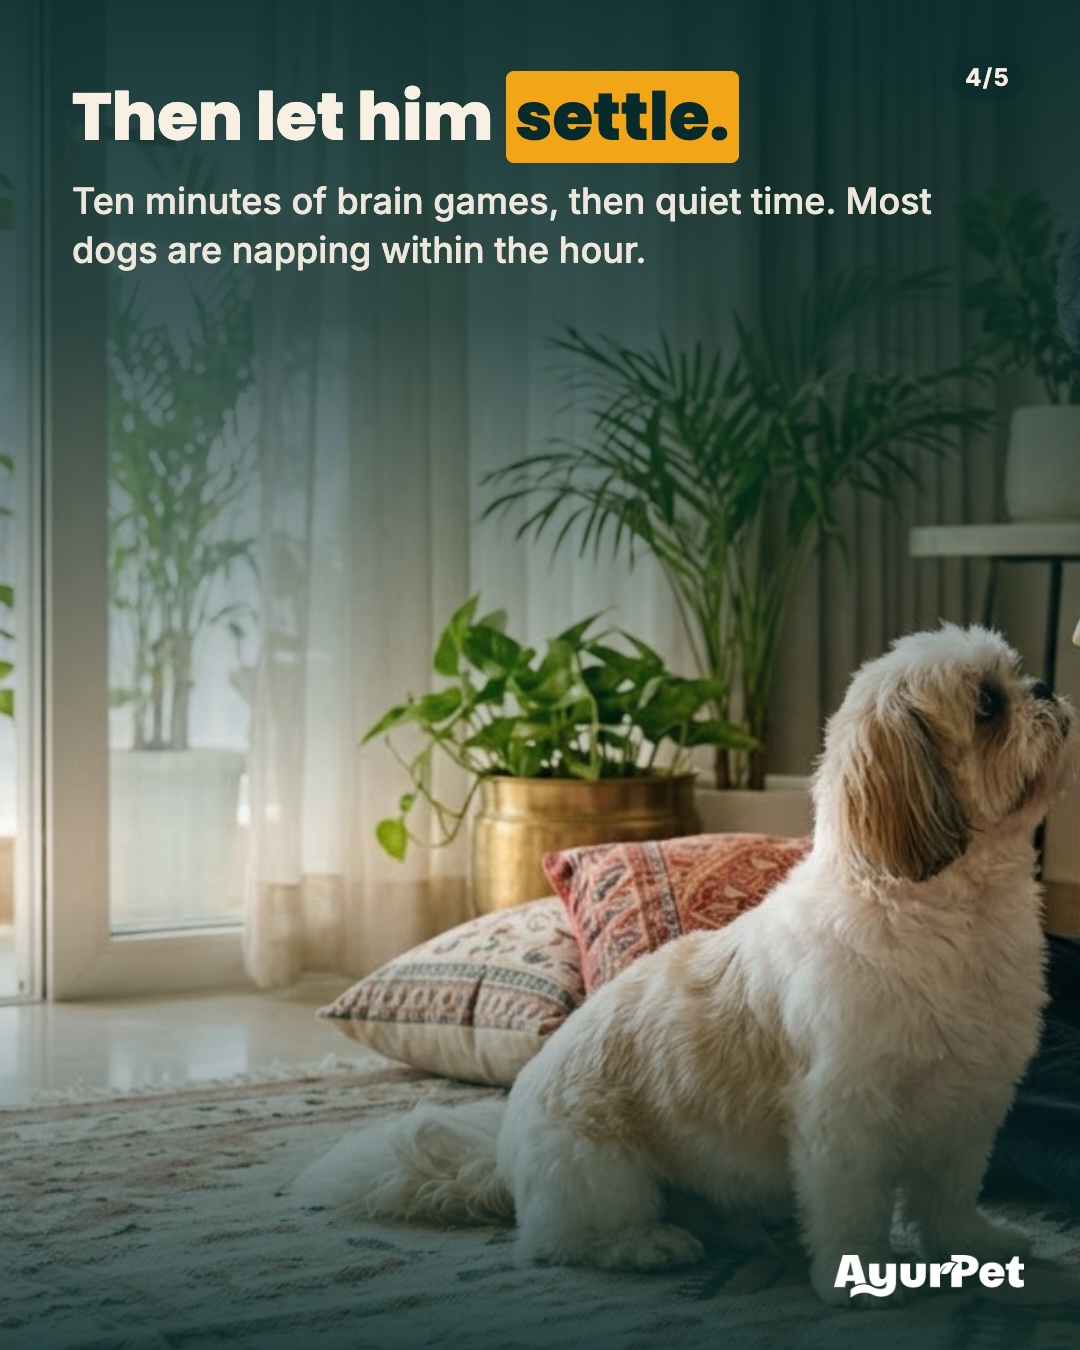 4/5
Then let him settle.
Ten minutes of brain games, then quiet time. Most
dogs are napping within the hour.
AyurPet